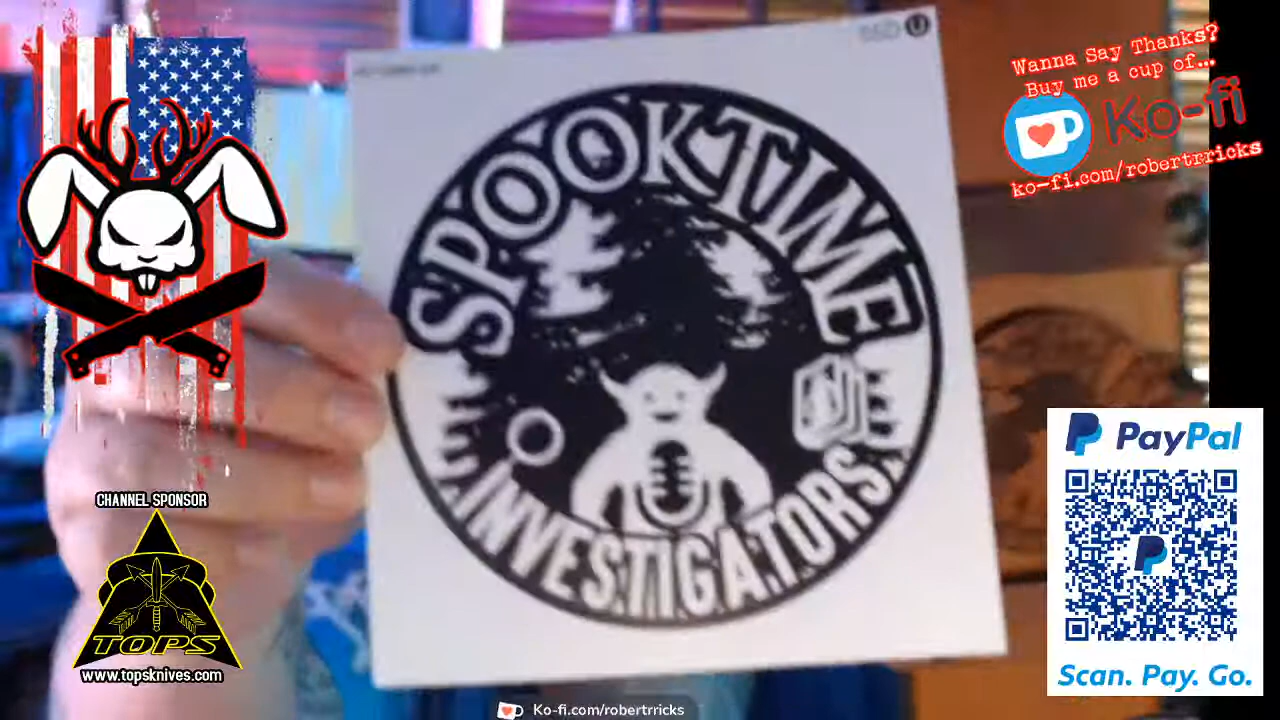 SPOOKTIME
INVESTIGATORS
Wanna Say Thanks?
Buy me a cup of...
Ko-fi
ko-fi.com/robertrricks
CHANNEL SPONSOR
TOPS
www.topsknives.com
PayPal
Scan. Pay. Go.
Ko-fi.com/robertrricks